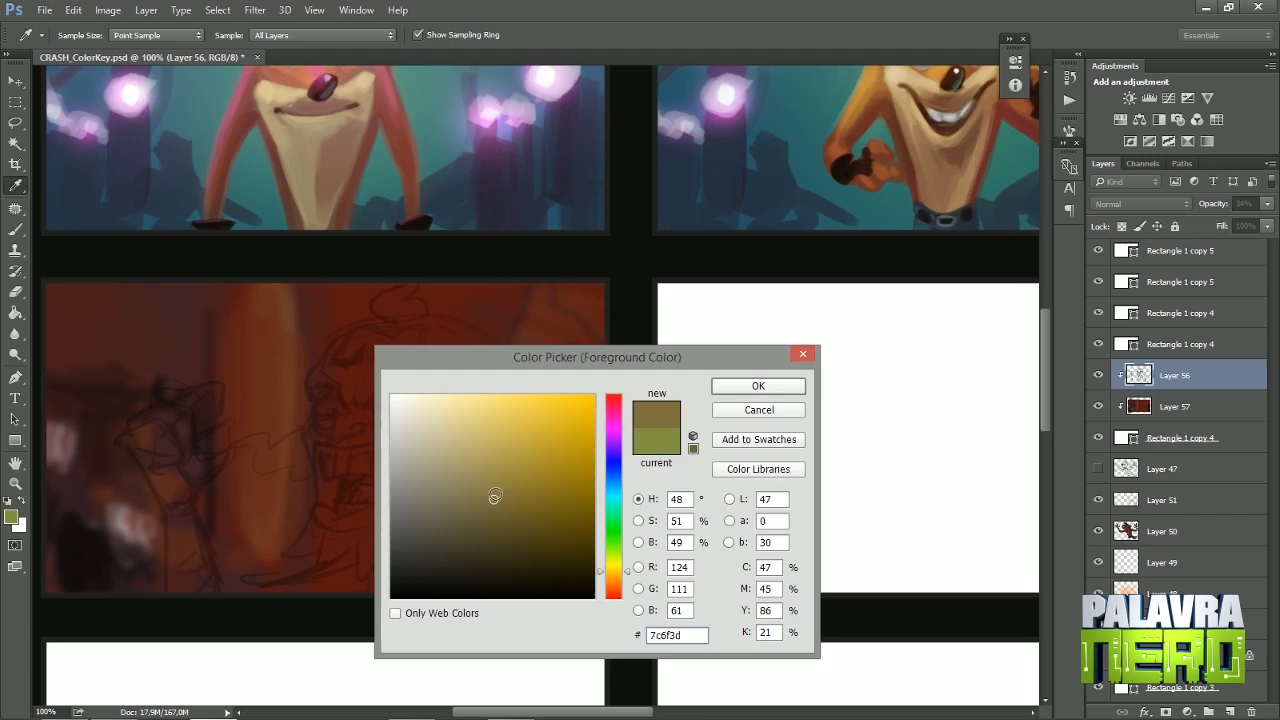 Ps File Edit Image Layer Type Select Filter 3D View Window Help
Sample Size: Point Sample Sample: All Layers Show Sampling Ring Essentials
CRASH_ColorKey.psd @ 100% (Layer 56, RGB/8) *
Adjustments
Add an adjustment
Layers Channels Paths
Kind
Normal Opacity: 34%
Lock: Fill: 100%
Rectangle 1 copy 5
Rectangle 1 copy 5
Rectangle 1 copy 4
Rectangle 1 copy 4
Layer 56
Layer 57
Rectangle 1 copy 4
Layer 47
Layer 51
Layer 50
Layer 49
Rectangle 1 copy 3
Color Picker (Foreground Color)
new
current
OK
Cancel
Add to Swatches
Color Libraries
H: 48 ° L: 47
S: 51 % a: 0
B: 49 % b: 30
R: 124 C: 47 %
G: 111 M: 45 %
B: 61 Y: 86 %
# 7c6f3d K: 21 %
Only Web Colors
PALAVRA
NERD
100% Doc: 17,9M/167,0M